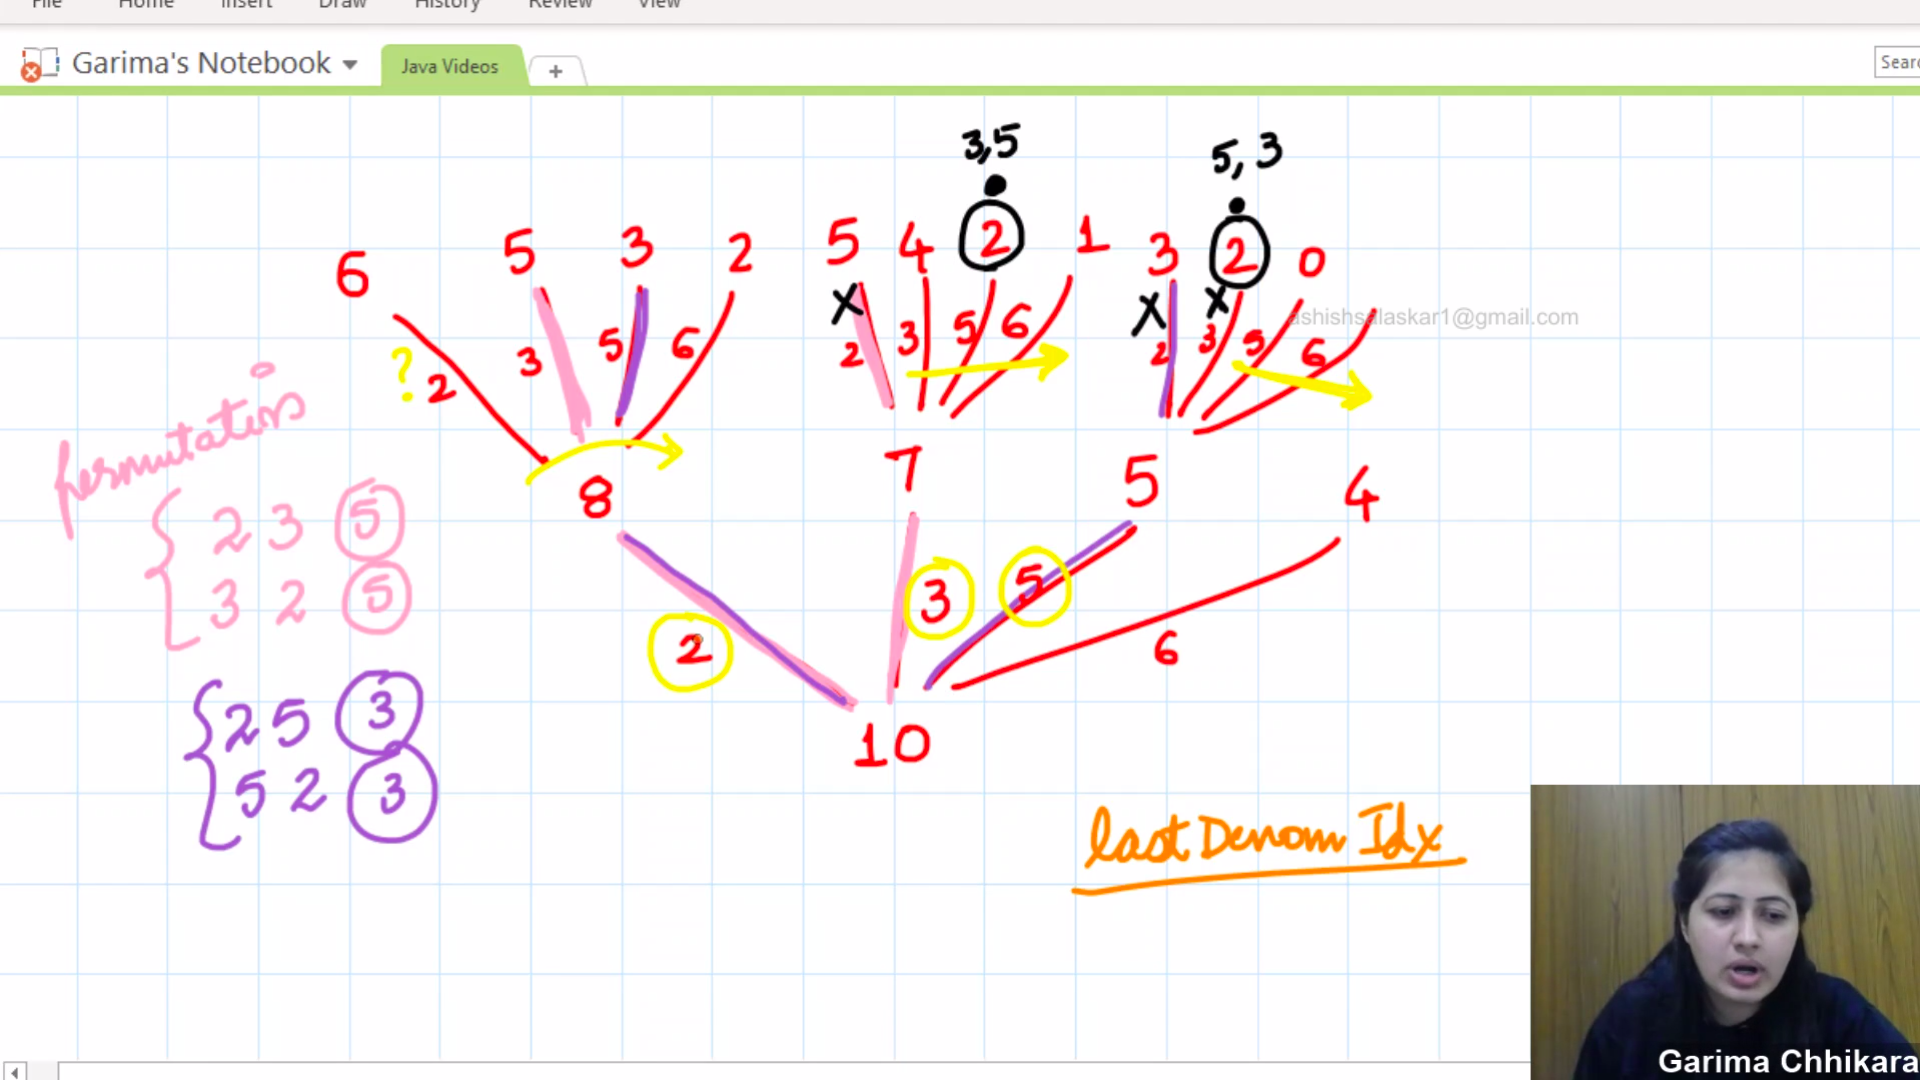 File Home Insert Draw History Review View
Garima's Notebook Java Videos +
Sear
3,5
5, 3
6 5 3 2 5 4 2 1 3 2 0
X X X
? 2 3 5 6 2 3 5 6 2 3 5 6
ashishsalaskar1@gmail.com
permutation
8 7 5 4
2 3 5
3 2 5
2 3 5 6
2 5 3
5 2 3
10
last Denom Idx
Garima Chhikara